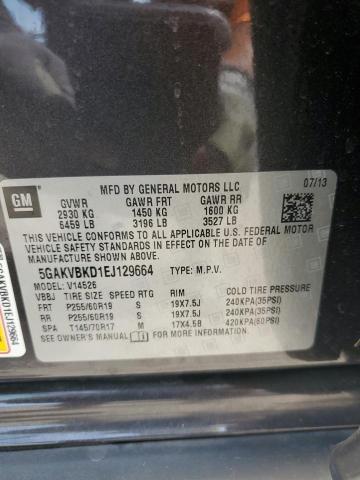 GM
MFD BY GENERAL MOTORS LLC
07/13
GVWR GAWR FRT GAWR RR
2930 KG 1450 KG 1600 KG
6459 LB 3196 LB 3527 LB
THIS VEHICLE CONFORMS TO ALL APPLICABLE U.S. FEDERAL MOTOR
VEHICLE SAFETY STANDARDS IN EFFECT ON THE DATE OF
MANUFACTURE SHOWN ABOVE.
5GAKVBKD1EJ129664 TYPE: M.P.V.
MODEL: V14526
VBBJ TIRE SIZE SPEED RTG RIM COLD TIRE PRESSURE
FRT P255/60R19 S 19X7.5J 240KPA(35PSI)
RR P255/60R19 S 19X7.5J 240KPA(35PSI)
SPA T145/70R17 M 17X4.5B 420KPA(60PSI)
SEE OWNER'S MANUAL FOR ADDITIONAL INFORMATION.
5GAKVBKD1EJ129664